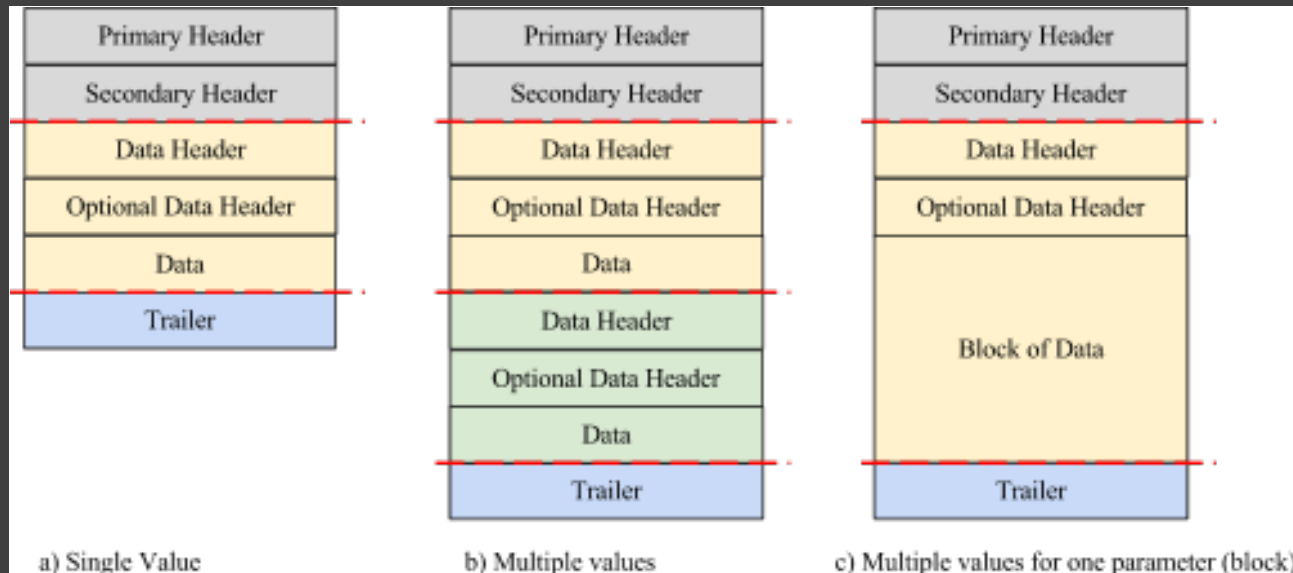 Primary Header
Secondary Header
Data Header
Optional Data Header
Data
Trailer
a) Single Value
Primary Header
Secondary Header
Data Header
Optional Data Header
Data
Data Header
Optional Data Header
Data
Trailer
b) Multiple values
Primary Header
Secondary Header
Data Header
Optional Data Header
Block of Data
Trailer
c) Multiple values for one parameter (block)